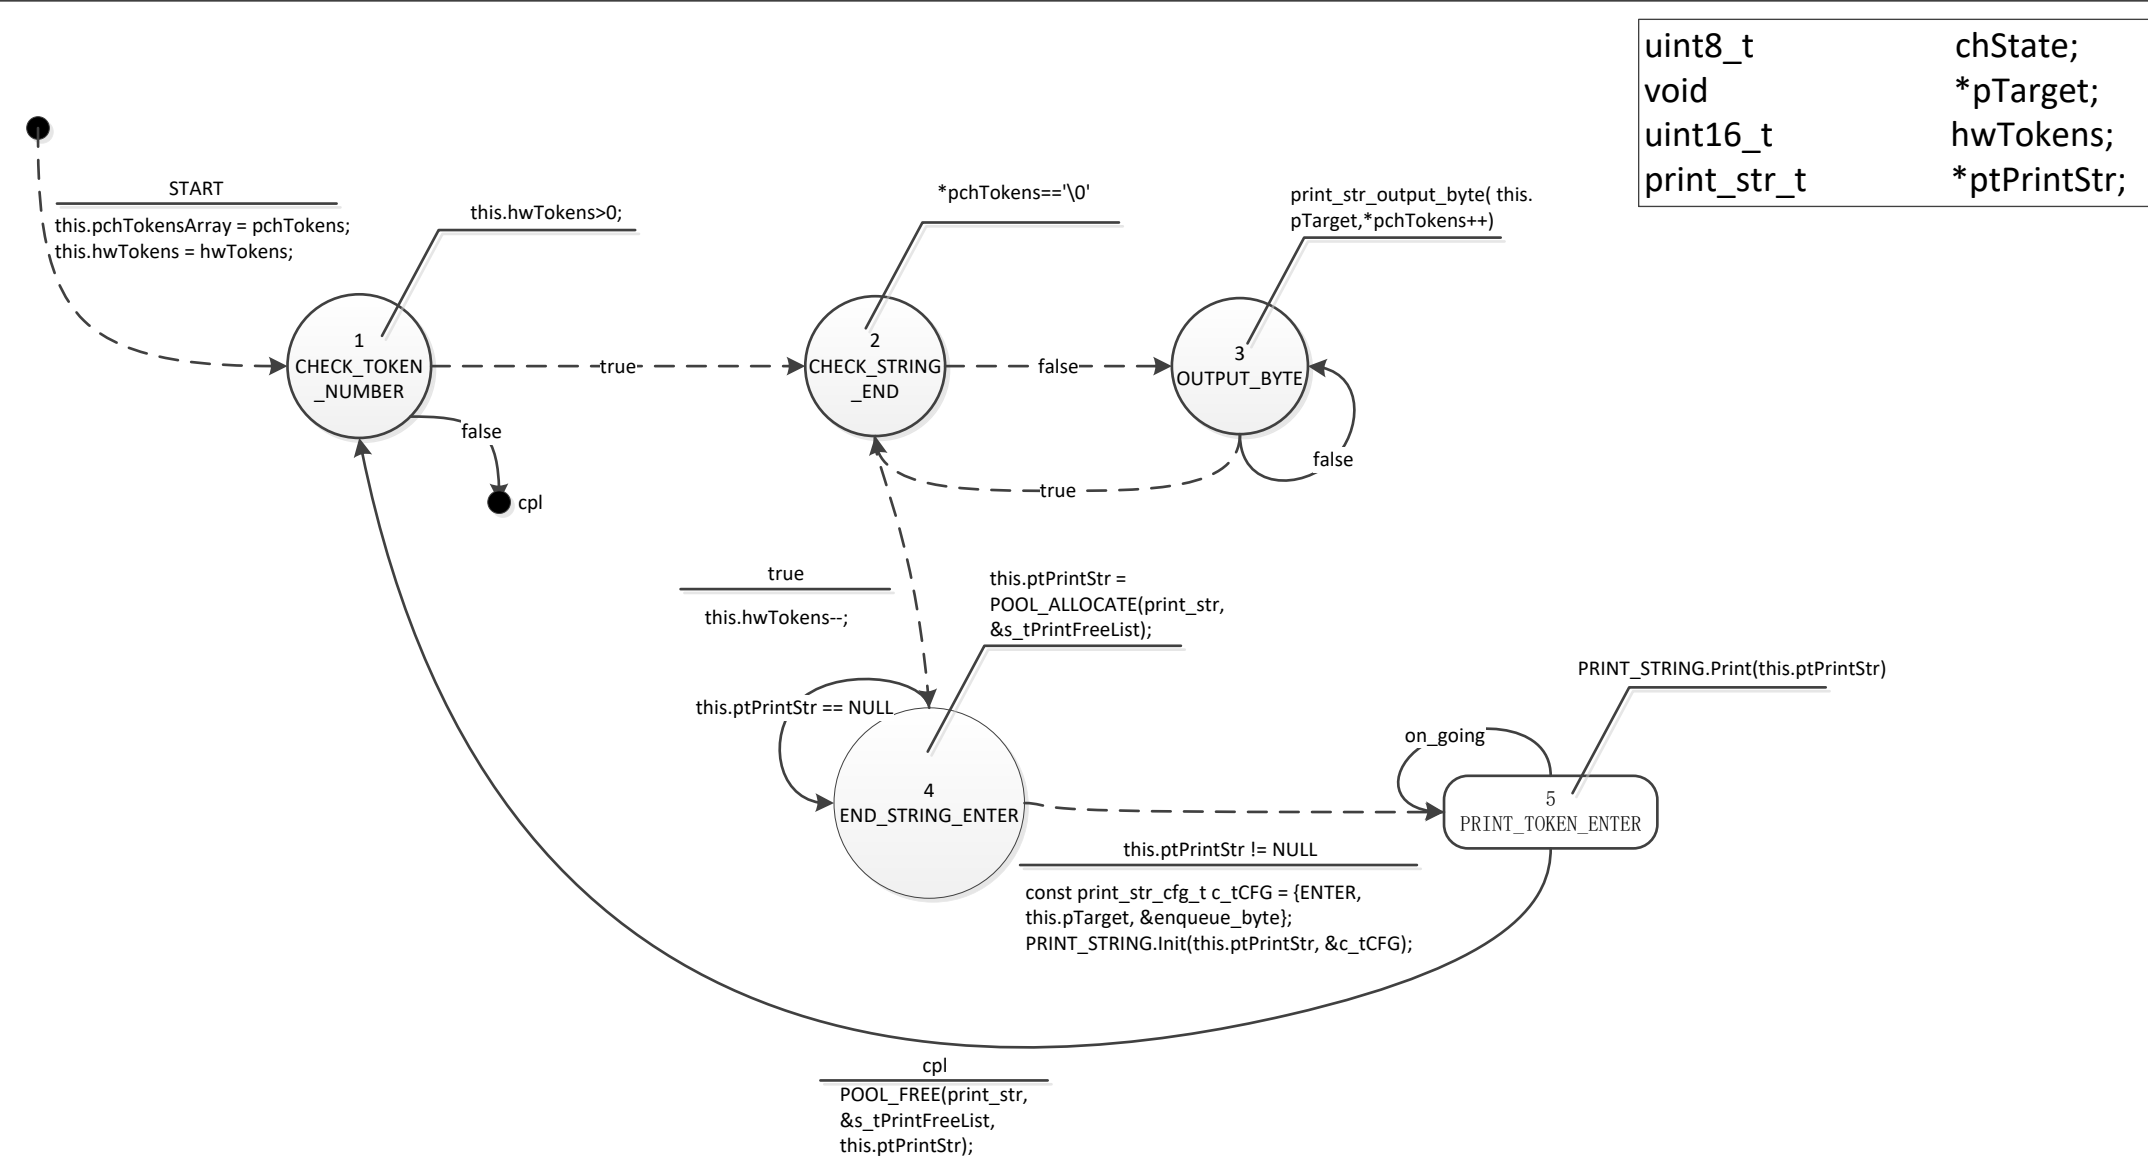 uint8_t chState;
void *pTarget;
uint16_t hwTokens;
print_str_t *ptPrintStr;
START
this.pchTokensArray = pchTokens;
this.hwTokens = hwTokens;
this.hwTokens>0;
*pchTokens=='\0'
print_str_output_byte( this.
pTarget,*pchTokens++)
1
CHECK_TOKEN
_NUMBER
true
2
CHECK_STRING
_END
false
3
OUTPUT_BYTE
false
cpl
true
false
true
this.hwTokens--;
this.ptPrintStr =
POOL_ALLOCATE(print_str,
&s_tPrintFreeList);
this.ptPrintStr == NULL
4
END_STRING_ENTER
PRINT_STRING.Print(this.ptPrintStr)
on_going
5
PRINT_TOKEN_ENTER
this.ptPrintStr != NULL
const print_str_cfg_t c_tCFG = {ENTER,
this.pTarget, &enqueue_byte};
PRINT_STRING.Init(this.ptPrintStr, &c_tCFG);
cpl
POOL_FREE(print_str,
&s_tPrintFreeList,
this.ptPrintStr);